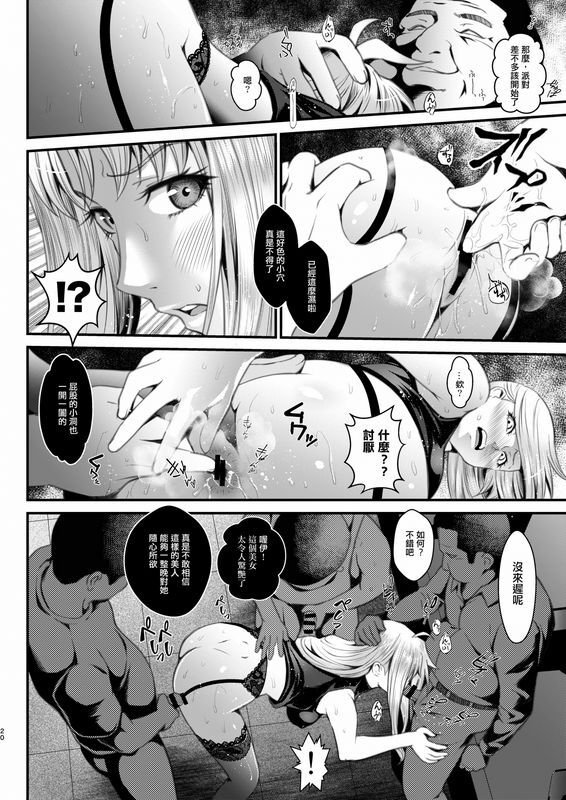 那麼，派對
差不多該開始了
嗯？
已經這麼濕啦
這好色的小穴
真是不得了
!?
…欸？
什麼？？
討厭
屁股的小洞也
一開一闔的
如何？
不錯吧
沒來遲呢
喔伊！
這個美女
太令人驚艷了
真是不敢相信
這樣的美人
能夠一整晚對她
隨心所欲
！
20